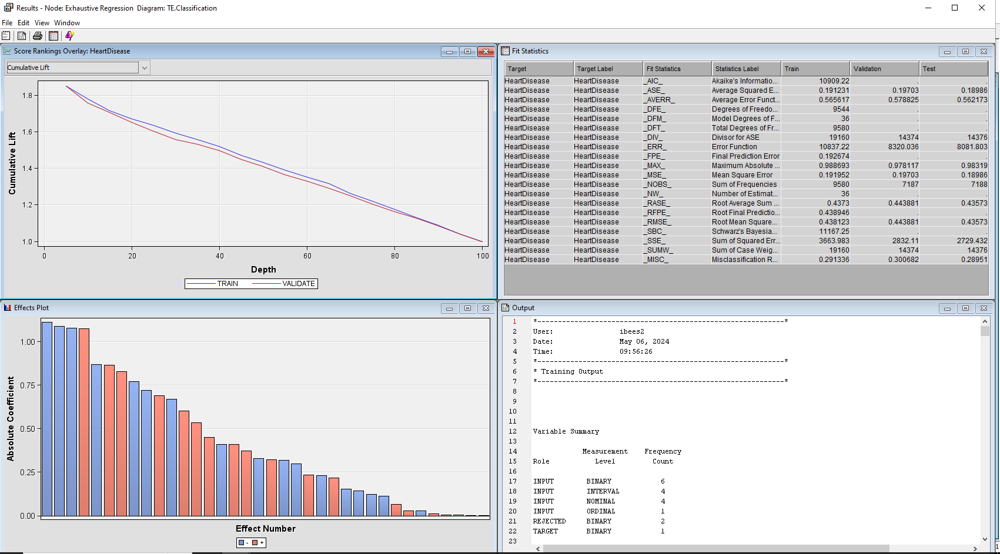 Results - Node: Exhaustive Regression Diagram: TE.Classification
File Edit View Window
Score Rankings Overlay: HeartDisease
Cumulative Lift
Cumulative Lift
1.8
1.6
1.4
1.2
1.0
0 20 40 60 80 100
Depth
TRAIN VALIDATE
Fit Statistics
Target Target Label Fit Statistics Statistics Label Train Validation Test
HeartDisease HeartDisease _AIC_ Akaike's Informatio... 10909.22 . .
HeartDisease HeartDisease _ASE_ Average Squared E... 0.191231 0.19703 0.18986
HeartDisease HeartDisease _AVERR_ Average Error Funct... 0.565617 0.578825 0.562173
HeartDisease HeartDisease _DFE_ Degrees of Freedo... 9544 . .
HeartDisease HeartDisease _DFM_ Model Degrees of F... 36 . .
HeartDisease HeartDisease _DFT_ Total Degrees of Fr... 9580 . .
HeartDisease HeartDisease _DIV_ Divisor for ASE 19160 14374 14376
HeartDisease HeartDisease _ERR_ Error Function 10837.22 8320.036 8081.803
HeartDisease HeartDisease _FPE_ Final Prediction Error 0.192674 . .
HeartDisease HeartDisease _MAX_ Maximum Absolute ... 0.988693 0.978117 0.98319
HeartDisease HeartDisease _MSE_ Mean Square Error 0.191952 0.19703 0.18986
HeartDisease HeartDisease _NOBS_ Sum of Frequencies 9580 7187 7188
HeartDisease HeartDisease _NW_ Number of Estimat... 36 . .
HeartDisease HeartDisease _RASE_ Root Average Sum ... 0.4373 0.443881 0.43573
HeartDisease HeartDisease _RFPE_ Root Final Predictio... 0.438946 . .
HeartDisease HeartDisease _RMSE_ Root Mean Square... 0.438123 0.443881 0.43573
HeartDisease HeartDisease _SBC_ Schwarz's Bayesia... 11167.25 . .
HeartDisease HeartDisease _SSE_ Sum of Squared Err... 3663.983 2832.11 2729.432
HeartDisease HeartDisease _SUMW_ Sum of Case Weig... 19160 14374 14376
HeartDisease HeartDisease _MISC_ Misclassification R... 0.291336 0.300682 0.28951
Effects Plot
Absolute Coefficient
1.00
0.75
0.50
0.25
0.00
Effect Number
- +
Output
1 *------------------------------------------------------------*
2 User: ibees2
3 Date: May 06, 2024
4 Time: 09:56:26
5 *------------------------------------------------------------*
6 * Training Output
7 *------------------------------------------------------------*
8
9
10
11
12 Variable Summary
13
14 Measurement Frequency
15 Role Level Count
16
17 INPUT BINARY 6
18 INPUT INTERVAL 4
19 INPUT NOMINAL 4
20 INPUT ORDINAL 1
21 REJECTED BINARY 2
22 TARGET BINARY 1
23